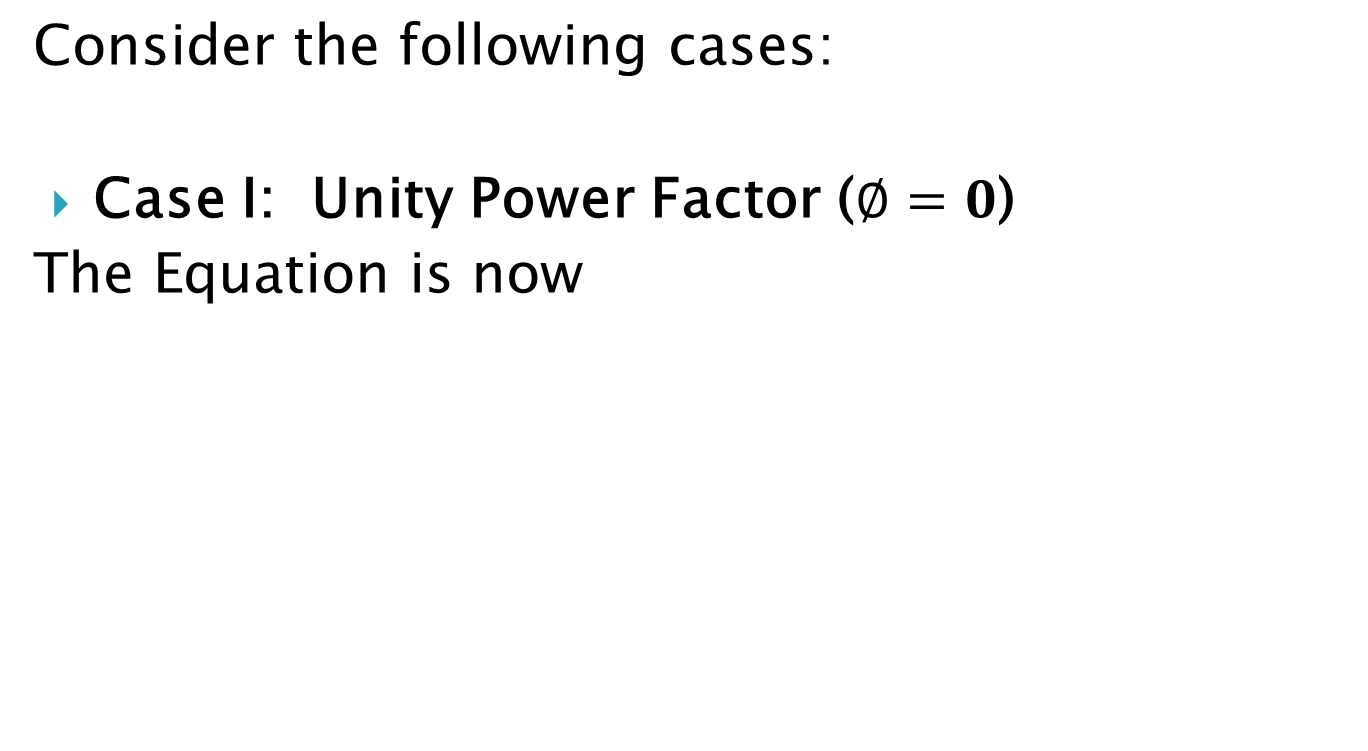 Consider the following cases:
Case I: Unity Power Factor (∅ = 0)
The Equation is now